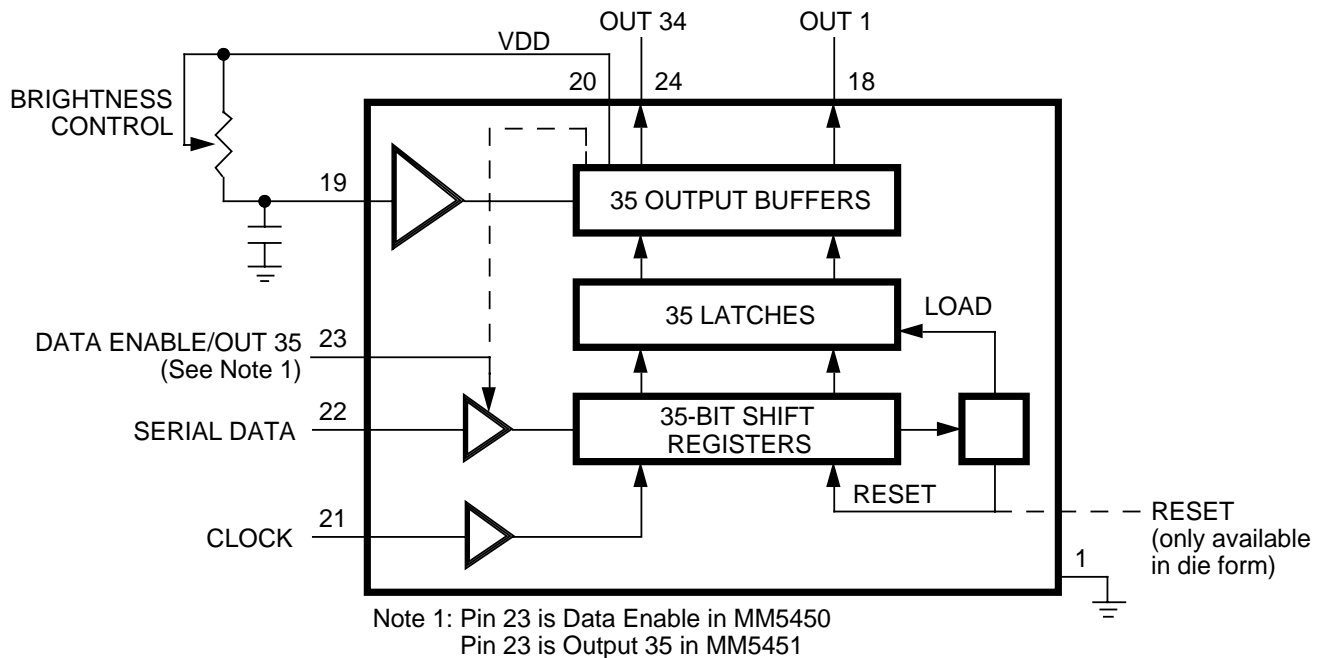 OUT 34
OUT 1
VDD
20
24
18
BRIGHTNESS
CONTROL
19
35 OUTPUT BUFFERS
35 LATCHES
LOAD
DATA ENABLE/OUT 35
(See Note 1)
23
SERIAL DATA
22
35-BIT SHIFT
REGISTERS
RESET
CLOCK
21
RESET
(only available
in die form)
1
Note 1: Pin 23 is Data Enable in MM5450
Pin 23 is Output 35 in MM5451